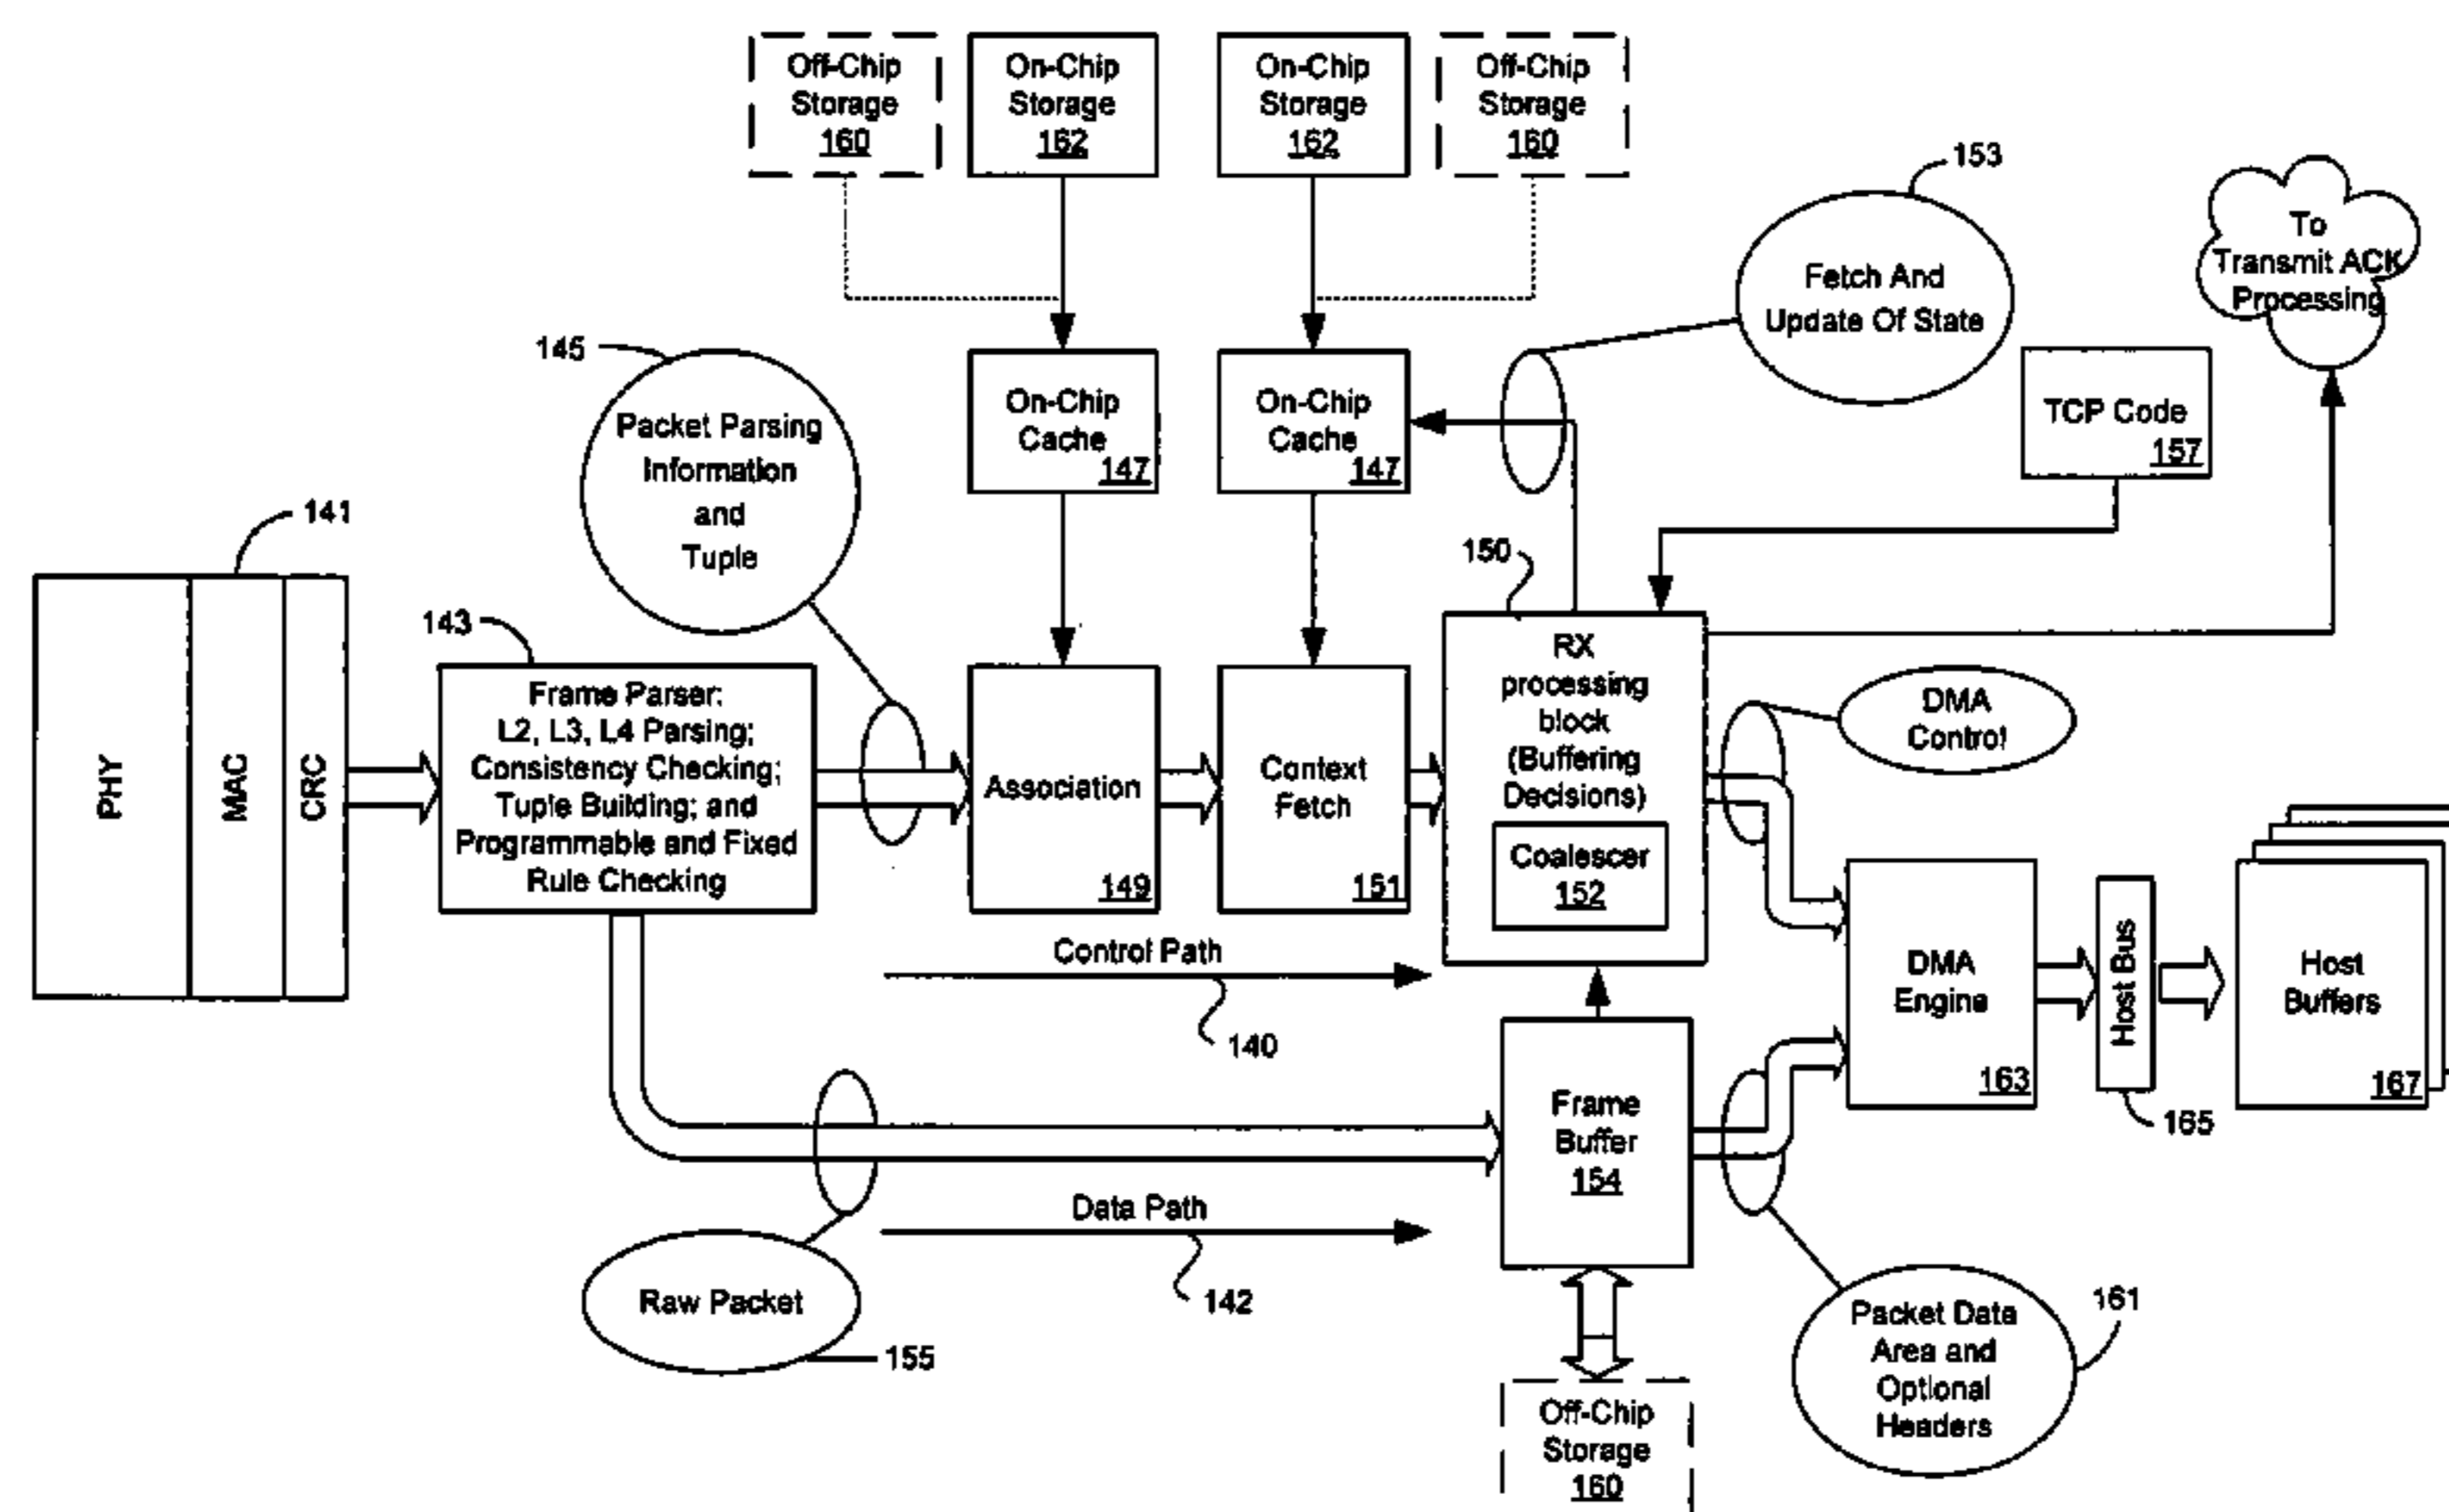 Off-Chip
Storage
160
On-Chip
Storage
162
On-Chip
Storage
162
Off-Chip
Storage
160
153
Fetch And
Update Of State
To
Transmit ACK
Processing
145
Packet Parsing
Information
and
Tuple
On-Chip
Cache
147
On-Chip
Cache
147
TCP Code
157
141
PHY
MAC
CRC
143
Frame Parser:
L2, L3, L4 Parsing;
Consistency Checking;
Tuple Building; and
Programmable and Fixed
Rule Checking
Association
149
Context
Fetch
151
150
RX
processing
block
(Buffering
Decisions)
Coalescer
152
DMA
Control
Control Path
140
DMA
Engine
163
Host Bus
165
Host
Buffers
167
Frame
Buffer
154
Data Path
142
Raw Packet
155
Packet Data
Area and
Optional
Headers
161
Off-Chip
Storage
160